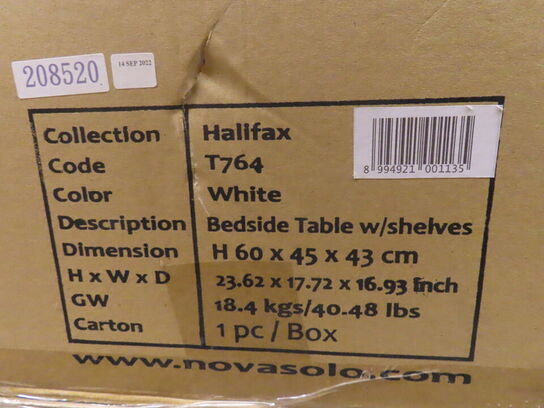 208520
14 SEP 2022
Collection Halifax
Code T764
Color White
Description Bedside Table w/shelves
Dimension H 60 x 45 x 43 cm
H x W x D 23.62 x 17.72 x 16.93 Inch
GW 18.4 kgs/40.48 lbs
Carton 1 pc / Box
8 994921 001135
www.novasolo.com